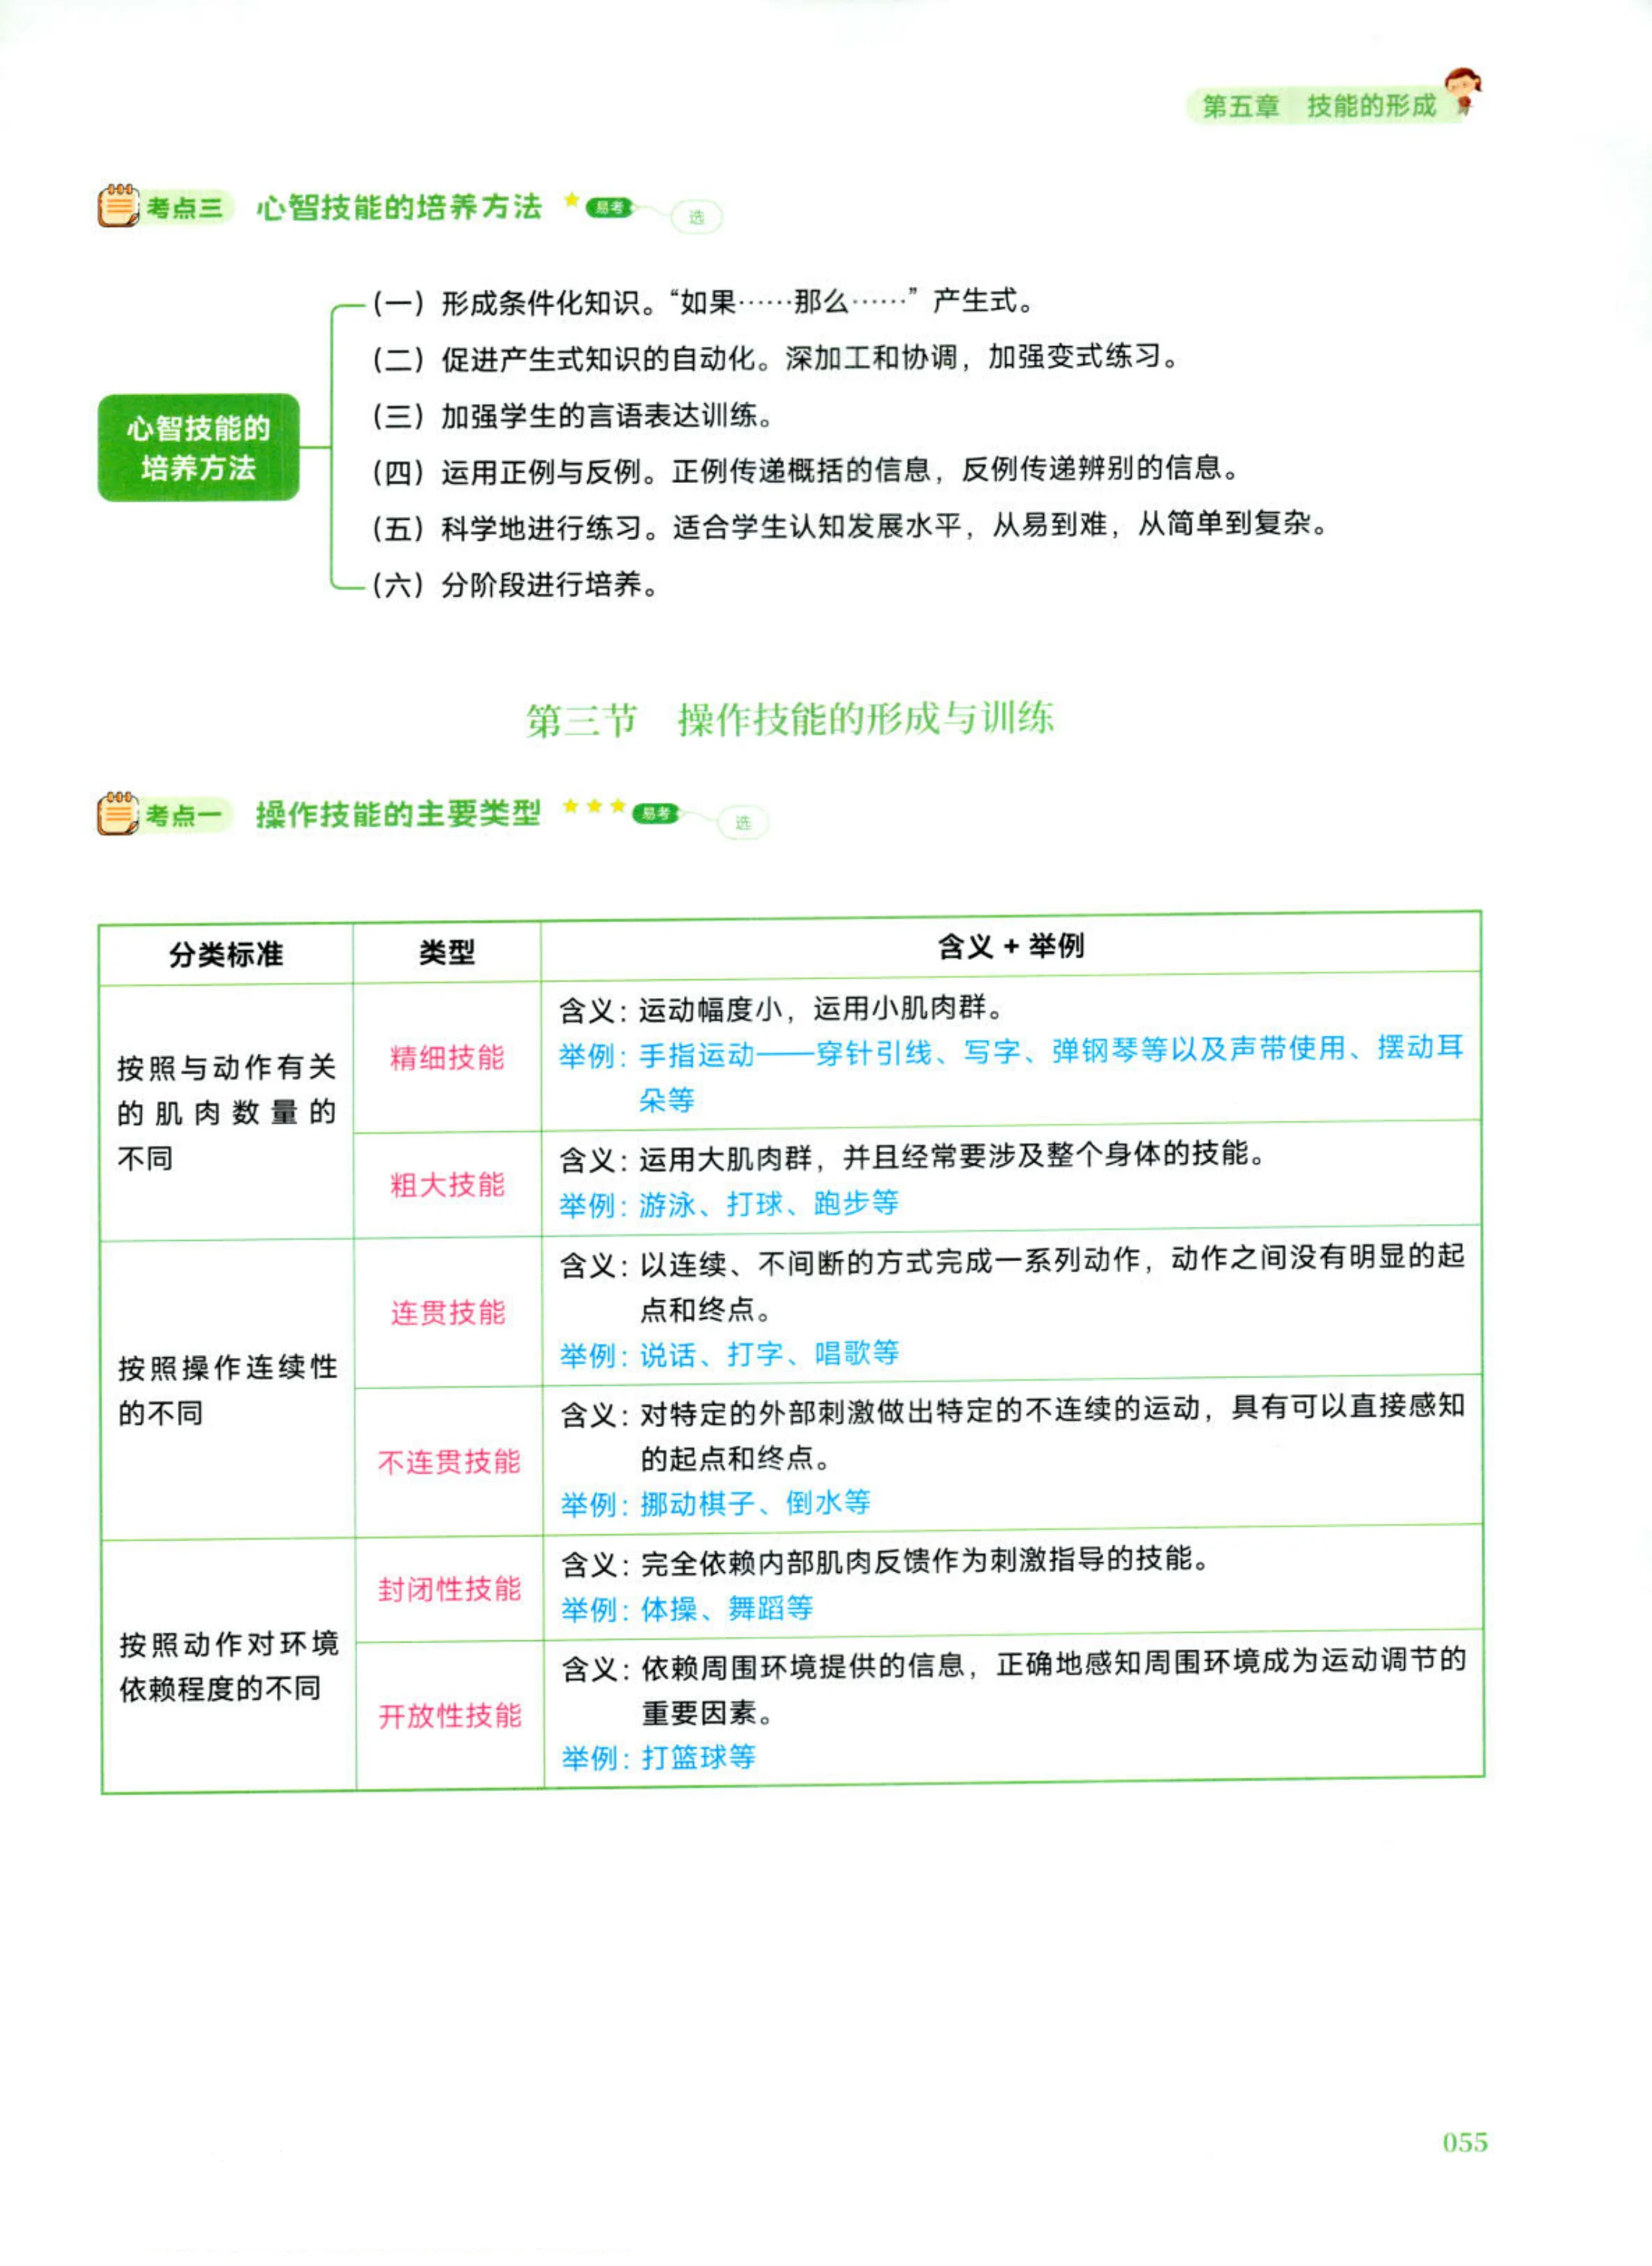 第五章 技能的形成
考点三 心智技能的培养方法 易考 选
心智技能的
培养方法
(一) 形成条件化知识。“如果……那么……”产生式。
(二) 促进产生式知识的自动化。深加工和协调，加强变式练习。
(三) 加强学生的言语表达训练。
(四) 运用正例与反例。正例传递概括的信息，反例传递辨别的信息。
(五) 科学地进行练习。适合学生认知发展水平，从易到难，从简单到复杂。
(六) 分阶段进行培养。
第三节 操作技能的形成与训练
考点一 操作技能的主要类型 易考 选
分类标准 类型 含义 + 举例
按照与动作有关
的肌肉数量的
不同
精细技能
含义：运动幅度小，运用小肌肉群。
举例：手指运动——穿针引线、写字、弹钢琴等以及声带使用、摆动耳
朵等
粗大技能
含义：运用大肌肉群，并且经常要涉及整个身体的技能。
举例：游泳、打球、跑步等
按照操作连续性
的不同
连贯技能
含义：以连续、不间断的方式完成一系列动作，动作之间没有明显的起
点和终点。
举例：说话、打字、唱歌等
不连贯技能
含义：对特定的外部刺激做出特定的不连续的运动，具有可以直接感知
的起点和终点。
举例：挪动棋子、倒水等
按照动作对环境
依赖程度的不同
封闭性技能
含义：完全依赖内部肌肉反馈作为刺激指导的技能。
举例：体操、舞蹈等
开放性技能
含义：依赖周围环境提供的信息，正确地感知周围环境成为运动调节的
重要因素。
举例：打篮球等
055